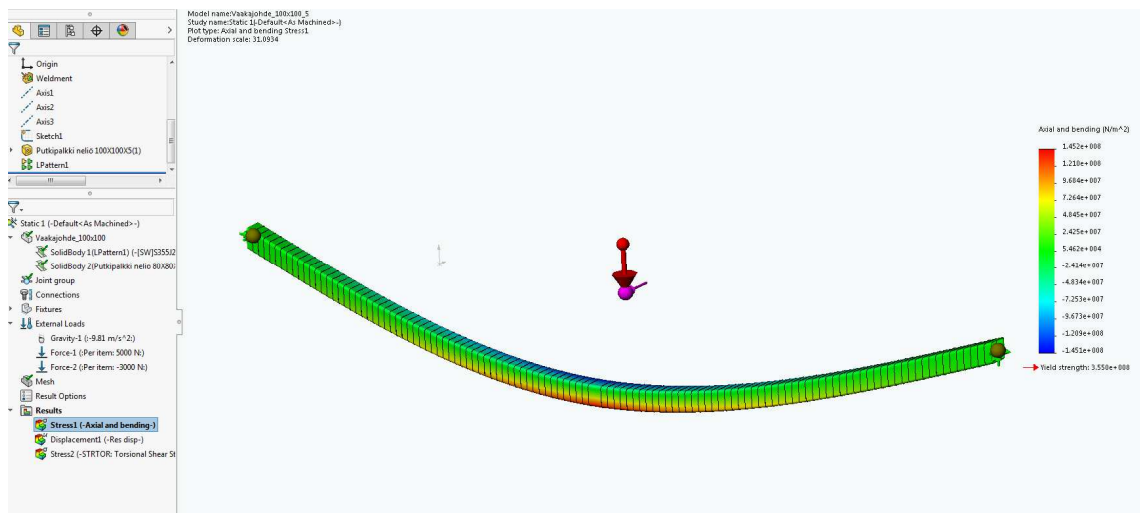 Model name:Vaakajohde_100x100_5
Study name:Static 1(-Default<As Machined>-)
Plot type: Axial and bending Stress1
Deformation scale: 31.0934
Origin
Weldment
Axis1
Axis2
Axis3
Sketch1
Putkipalkki neliö 100X100X5(1)
LPattern1
Static 1 (-Default<As Machined>-)
Vaakajohde_100x100
SolidBody 1(LPattern1) (-[SW]S355J2
SolidBody 2(Putkipalkki neliö 80X80
Joint group
Connections
Fixtures
External Loads
Gravity-1 (:-9.81 m/s^2:)
Force-1 (:Per item: 5000 N:)
Force-2 (:Per item: -3000 N:)
Mesh
Result Options
Results
Stress1 (-Axial and bending-)
Displacement1 (-Res disp-)
Stress2 (-STRTOR: Torsional Shear St
Axial and bending (N/m^2)
1.452e+008
1.210e+008
9.684e+007
7.264e+007
4.845e+007
2.425e+007
5.462e+004
-2.414e+007
-4.834e+007
-7.253e+007
-9.673e+007
-1.209e+008
-1.451e+008
Yield strength: 3.550e+008